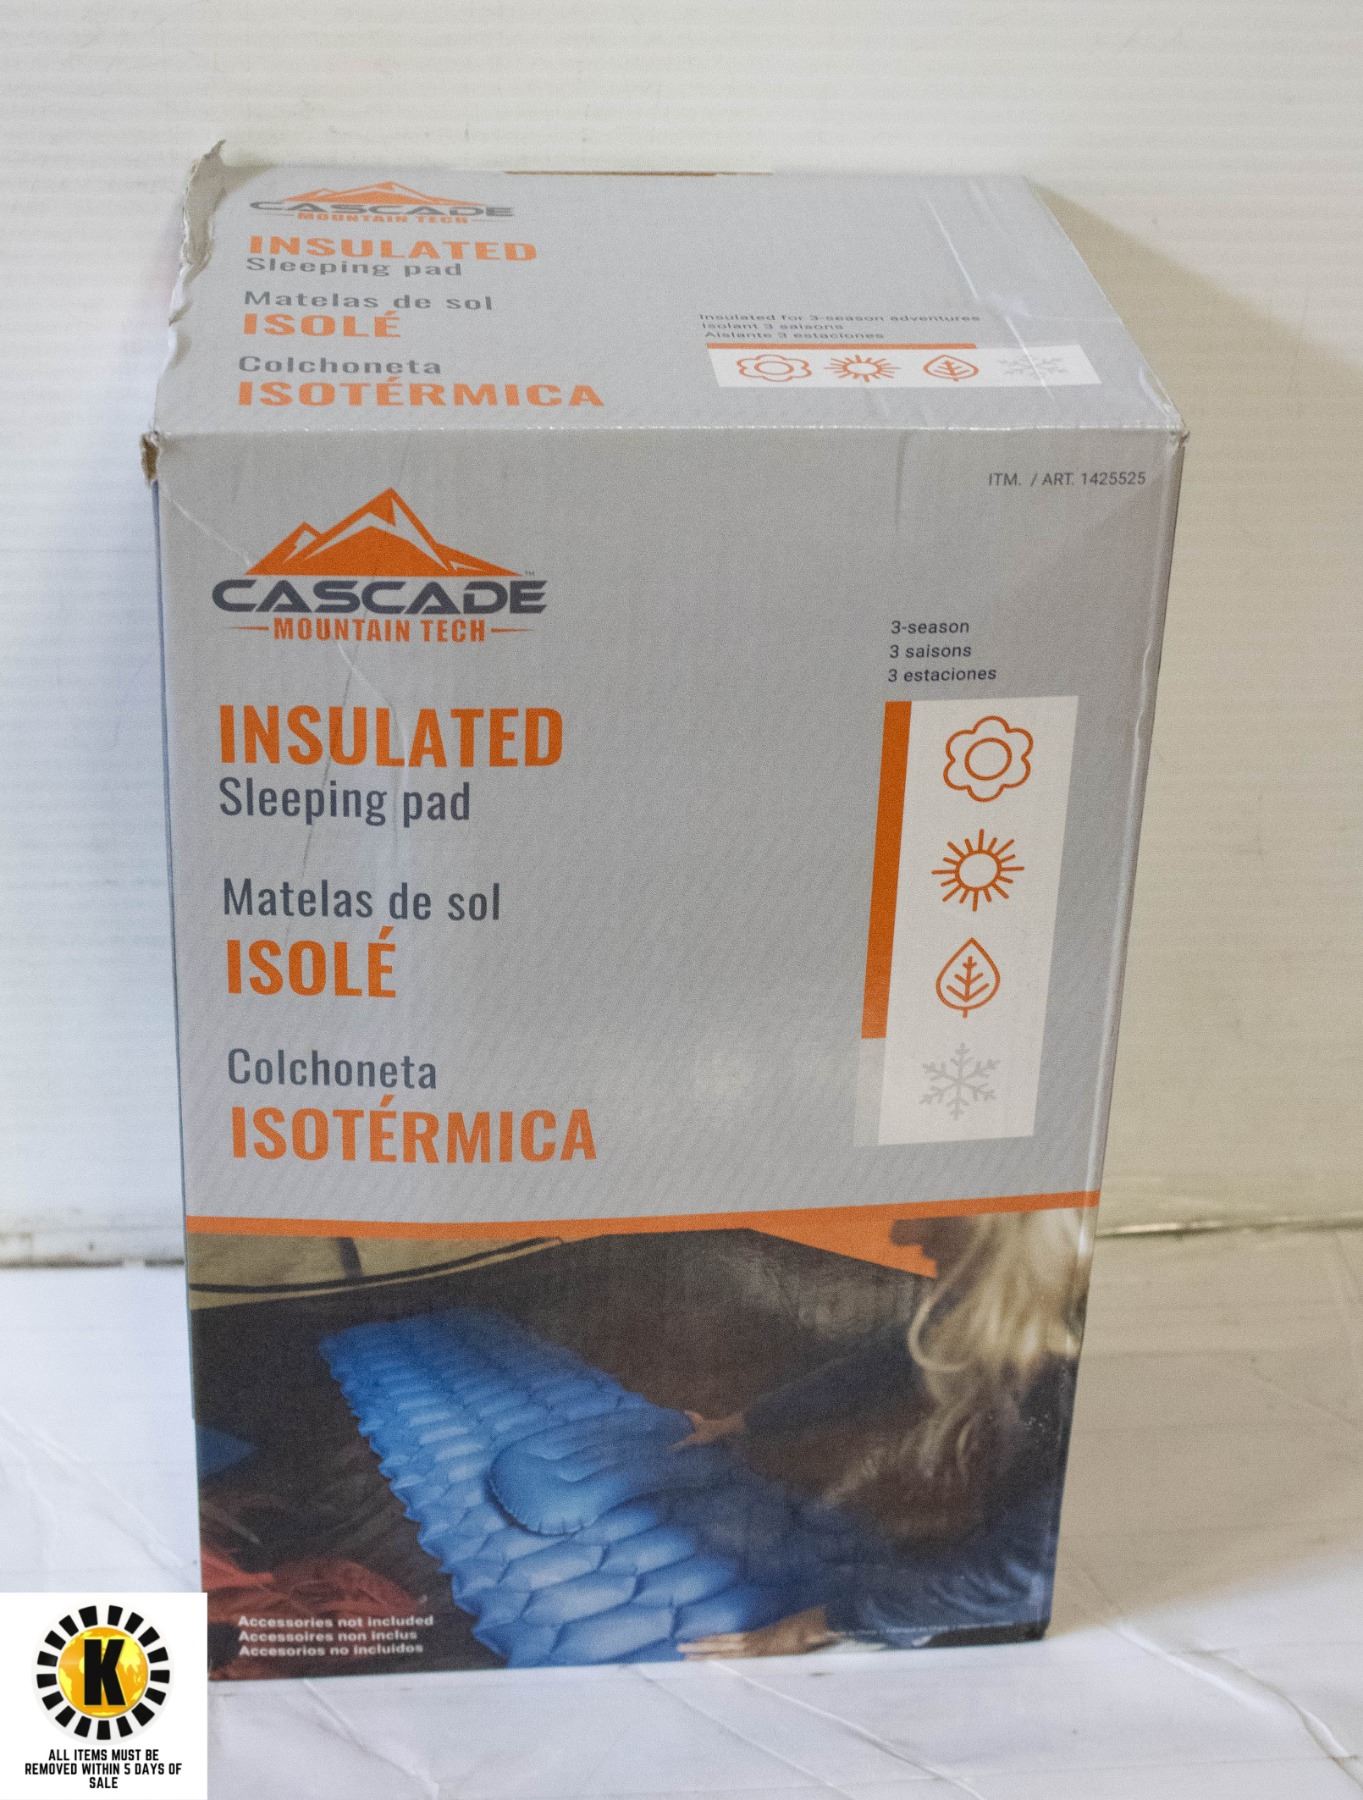 CASCADE
MOUNTAIN TECH
INSULATED
Sleeping pad
Matelas de sol
ISOLÉ
Colchoneta
ISOTÉRMICA
Insulated for 3-season adventures
Isolant 3 saisons
Aislante 3 estaciones
ITM. / ART. 1425525
CASCADE™
MOUNTAIN TECH
3-season
3 saisons
3 estaciones
INSULATED
Sleeping pad
Matelas de sol
ISOLÉ
Colchoneta
ISOTÉRMICA
Accessories not included
Accessoires non inclus
Accesorios no incluidos
K
ALL ITEMS MUST BE
REMOVED WITHIN 5 DAYS OF
SALE